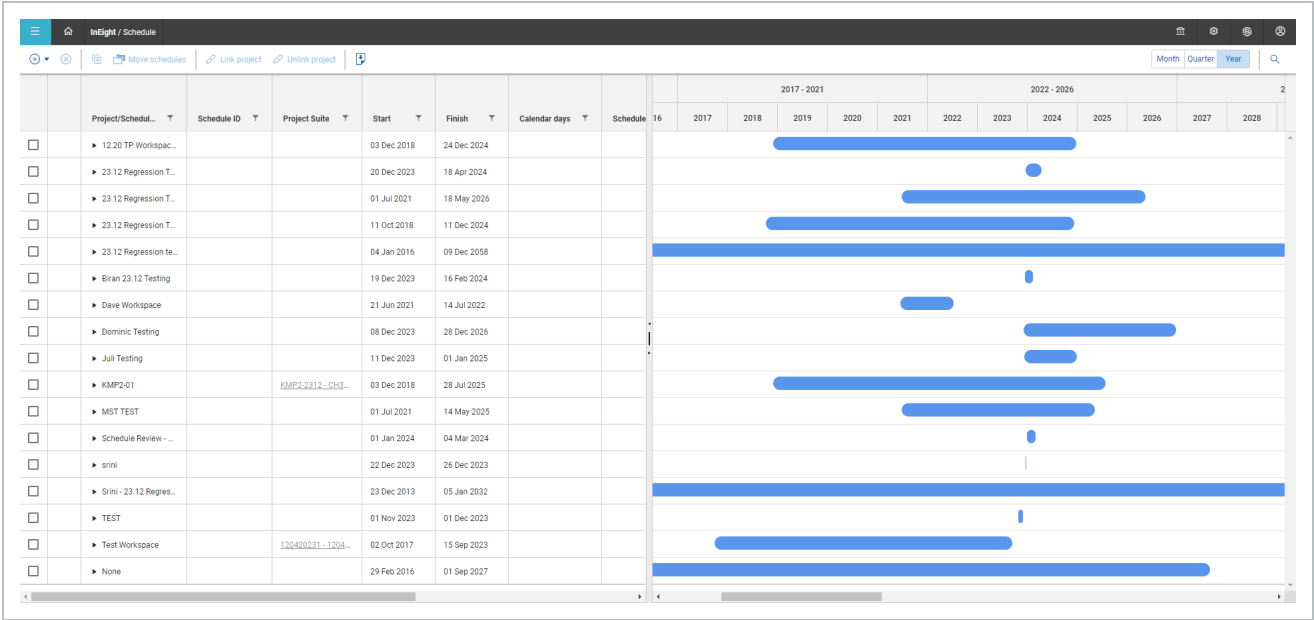 InEight / Schedule
Move schedules Link project Unlink project Month Quarter Year
2017 - 2021 2022 - 2026 2
Project/Schedul... Schedule ID Project Suite Start Finish Calendar days Schedule 16 2017 2018 2019 2020 2021 2022 2023 2024 2025 2026 2027 2028
12.20 TP Workspac... 03 Dec 2018 24 Dec 2024
23.12 Regression T... 20 Dec 2023 18 Apr 2024
23.12 Regression T... 01 Jul 2021 18 May 2026
23.12 Regression T... 11 Oct 2018 11 Dec 2024
23.12 Regression te... 04 Jan 2016 09 Dec 2058
Biran 23.12 Testing 19 Dec 2023 16 Feb 2024
Dave Workspace 21 Jun 2021 14 Jul 2022
Dominic Testing 08 Dec 2023 28 Dec 2026
Juli Testing 11 Dec 2023 01 Jan 2025
KMP2-01 KMP2-2312 - CH3... 03 Dec 2018 28 Jul 2025
MST TEST 01 Jul 2021 14 May 2025
Schedule Review - ... 01 Jan 2024 04 Mar 2024
srini 22 Dec 2023 26 Dec 2023
Srini - 23.12 Regres... 23 Dec 2013 05 Jan 2032
TEST 01 Nov 2023 01 Dec 2023
Test Workspace 120420231 - 1204... 02 Oct 2017 15 Sep 2023
None 29 Feb 2016 01 Sep 2027